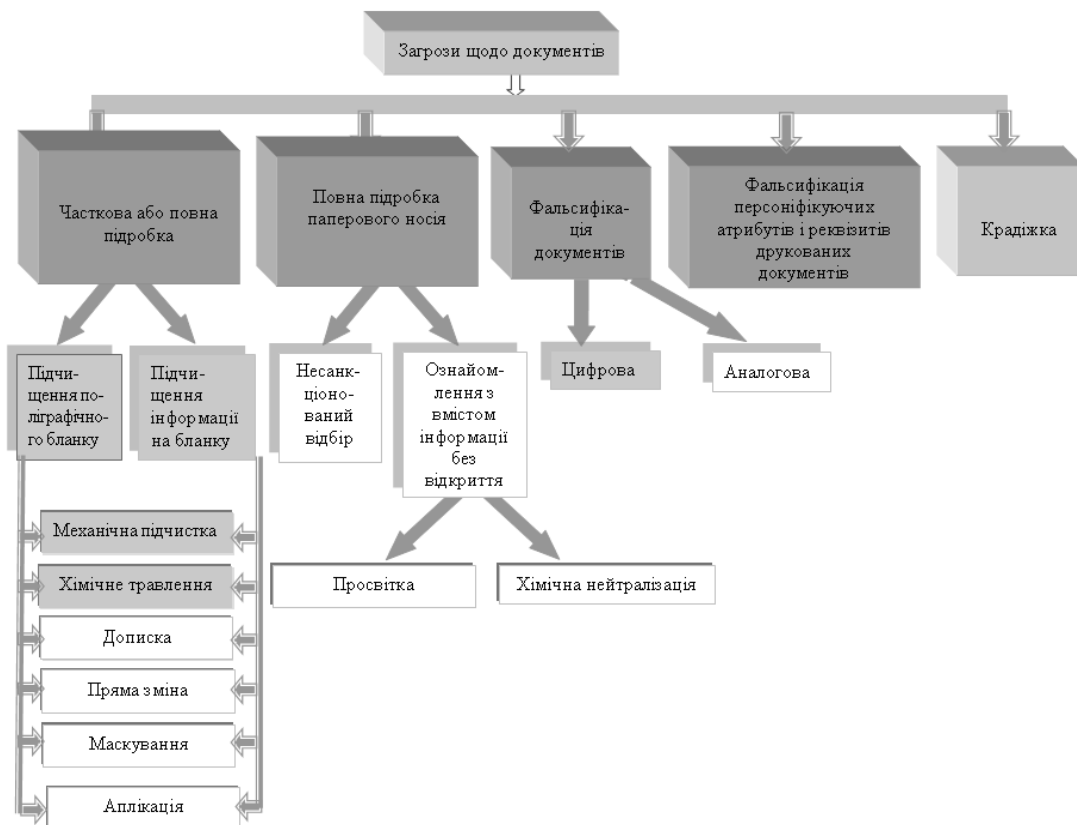 Загрози щодо документів
Часткова або повна
підробка
Повна підробка
паперового носія
Фальсифіка-
ція
документів
Фальсифікація
персоніфікуючих
атрибутів і реквізитів
друкованих
документів
Крадіжка
Підчи-
щення по-
ліграфічно-
го бланку
Підчи-
щення
інформації
на бланку
Несанк-
ціоно-
ваний
відбір
Ознайом-
лення з
вмістом
інформації
без
відкриття
Цифрова
Аналогова
Механічна підчистка
Хімічне травлення
Дописка
Пряма зміна
Маскування
Аплікація
Просвітка
Хімічна нейтралізація